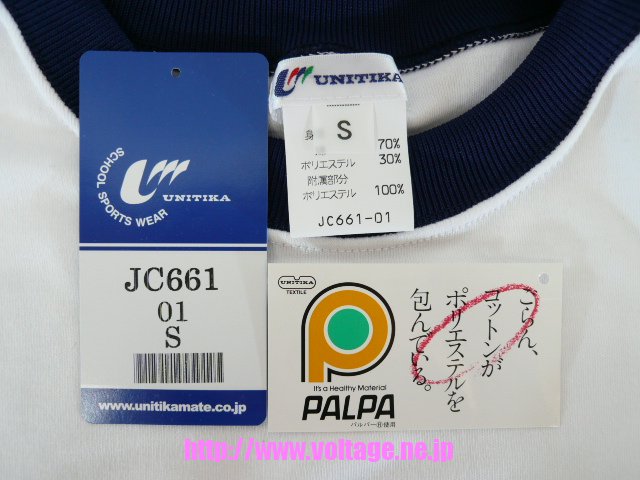 SCHOOL SPORTS WEAR
UNITIKA
JC661
01
S
www.unitikamate.co.jp
UNITIKA
身
S
70%
ポリエステル 30%
附属部分
ポリエステル 100%
JC661-01
UNITIKA
TEXTILE
It's a Healthy Material
PALPA
パルパー®使用
ごらん、
コットンが
ポリエステルを
包んでいる。
http://www.voltage.ne.jp